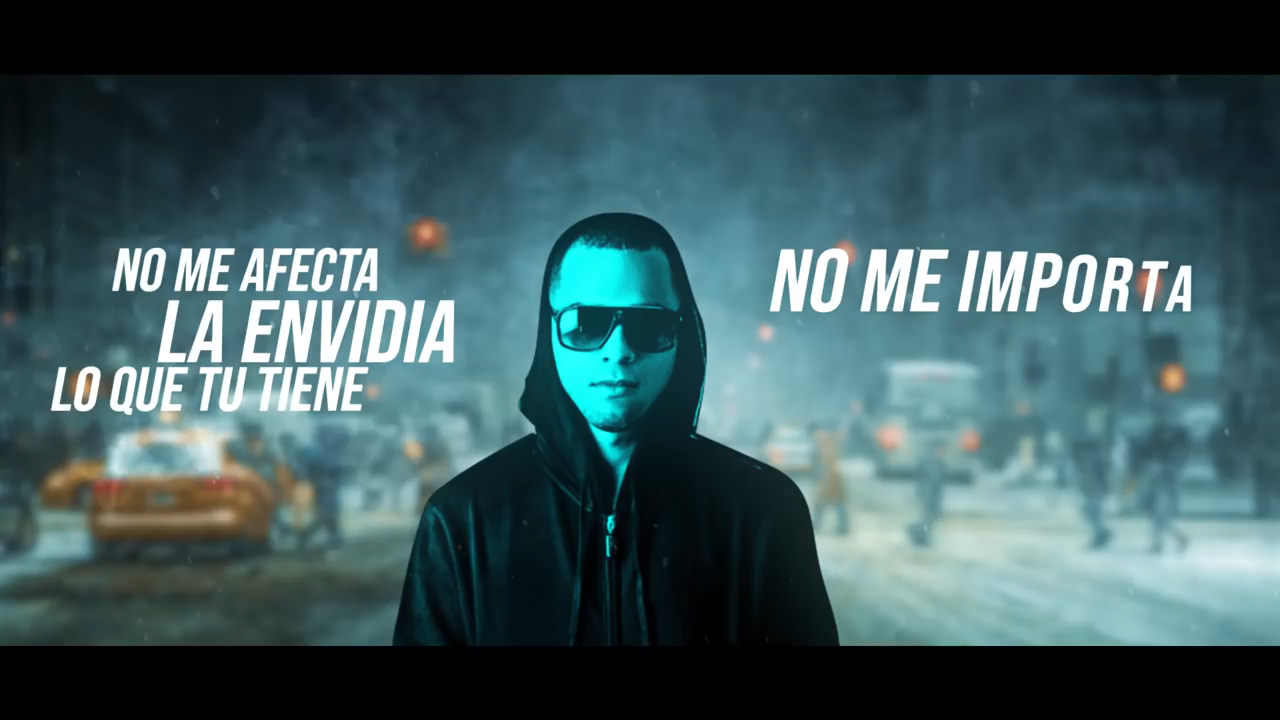 NO ME AFECTA
LA ENVIDIA
LO QUE TU TIENE
NO ME IMPORTA